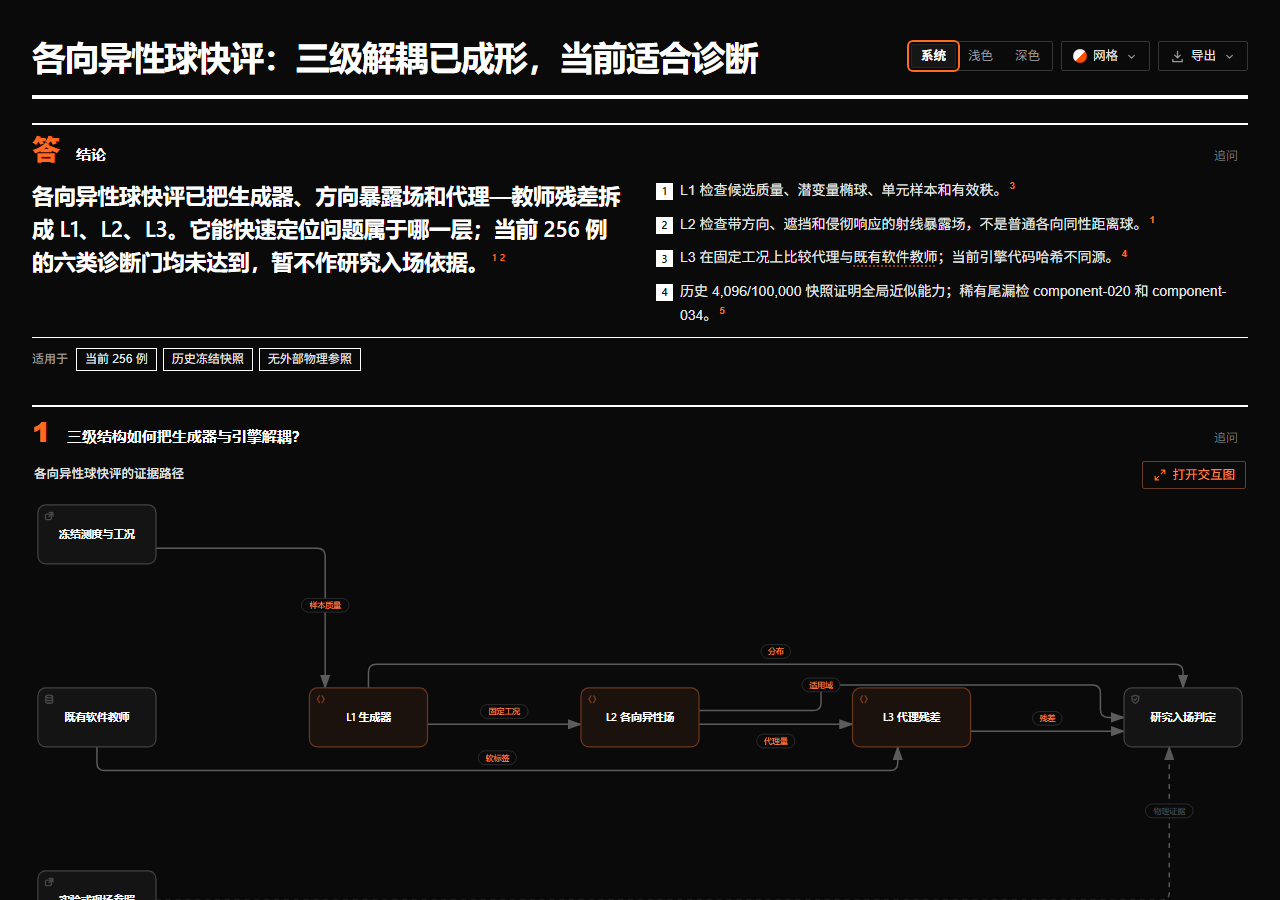 各向异性球快评：三级解耦已成形，当前适合诊断
系统
浅色
深色
网格
导出
答 结论
追问
各向异性球快评已把生成器、方向暴露场和代理—教师残差拆
成 L1、L2、L3。它能快速定位问题属于哪一层；当前 256 例
的六类诊断门均未达到，暂不作研究入场依据。 1 2
1 L1 检查候选质量、潜变量椭球、单元样本和有效秩。 3
2 L2 检查带方向、遮挡和侵彻响应的射线暴露场，不是普通各向同性距离球。 1
3 L3 在固定工况上比较代理与既有软件教师；当前引擎代码哈希不同源。 4
4 历史 4,096/100,000 快照证明全局近似能力；稀有尾漏检 component-020 和 component-
034。 5
适用于 当前 256 例 历史冻结快照 无外部物理参照
1 三级结构如何把生成器与引擎解耦?
追问
各向异性球快评的证据路径
打开交互图
冻结测度与工况
样本质量
分布
适用域
既有软件教师
L1 生成器
固定工况
L2 各向异性场
代理量
L3 代理残差
残差
研究入场判定
软标签
物理证据
实验或现场参照